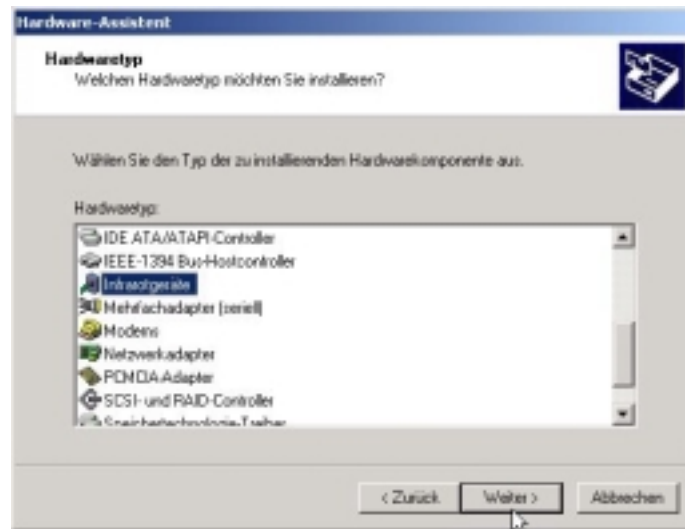 Hardware-Assistent
Hardwaretyp
Welchen Hardwaretyp möchten Sie installieren?
Wählen Sie den Typ der zu installierenden Hardwarekomponente aus.
Hardwaretyp:
IDE ATA/ATAPI-Controller
IEEE-1394 Bus-Hostcontroller
Infrarotgeräte
Mehrfachadapter (seriell)
Modems
Netzwerkadapter
PCMCIA-Adapter
SCSI- und RAID-Controller
Speichertechnologie-Treiber
< Zurück Weiter > Abbrechen